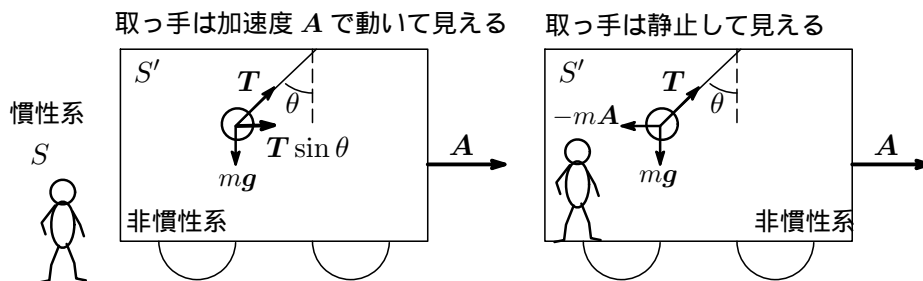 取っ手は加速度 A で動いて見える
S′
T
θ
慣性系
S
T sin θ
mg
A
非慣性系
取っ手は静止して見える
S′
T
θ
−mA
mg
A
非慣性系